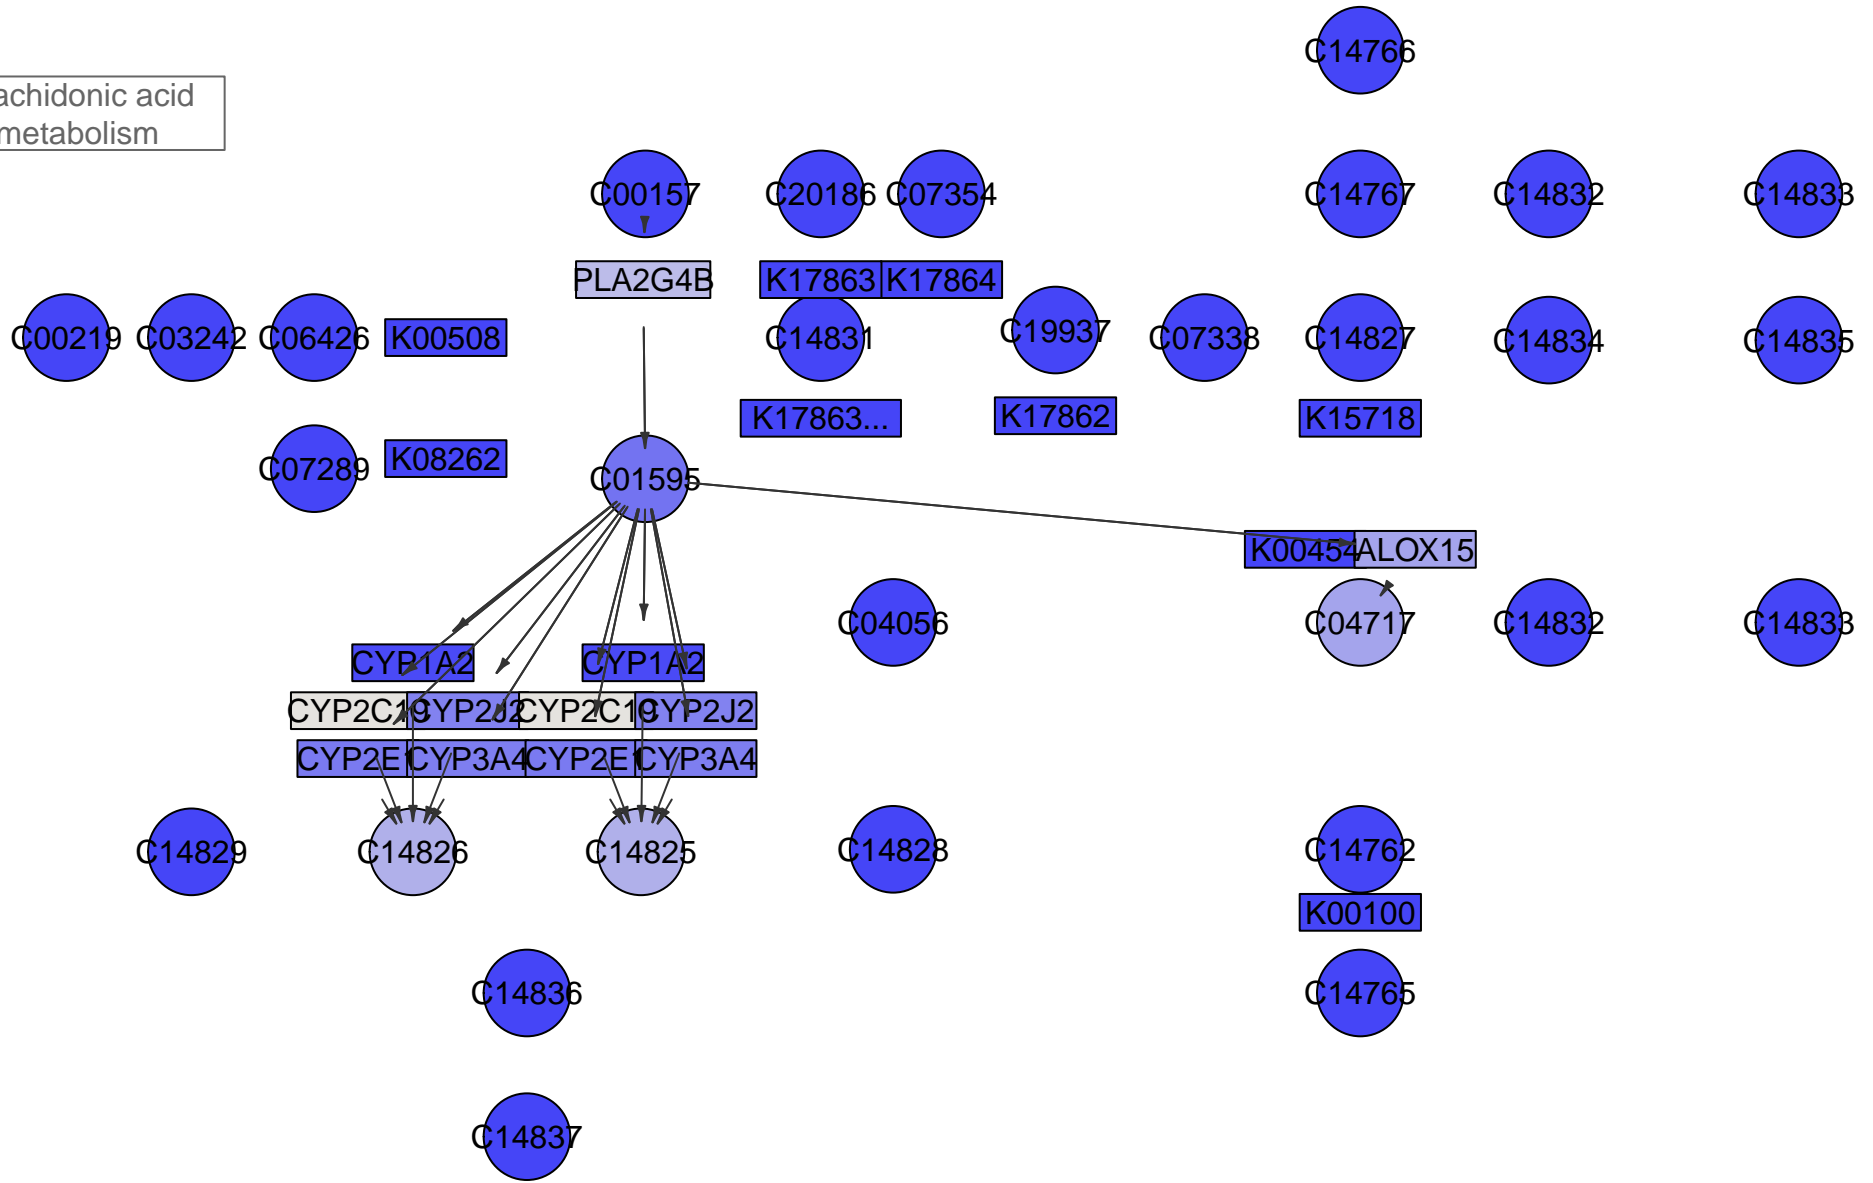 C14766
achidonic acid
metabolism
C00157
C20186
C07354
C14767
C14832
C14833
PLA2G4B
K17863
K17864
C00219
C03242
C06426
K00508
C14831
C19937
C07338
C14827
C14834
C14835
K17863...
K17862
K15718
C07289
K08262
C01595
K00454
ALOX15
C04056
C04717
C14832
C14833
CYP1A2
CYP1A2
CYP2C19
CYP2J2
CYP2C19
CYP2J2
CYP2E1
CYP3A4
CYP2E1
CYP3A4
C14829
C14826
C14825
C14828
C14762
K00100
C14836
C14765
C14837